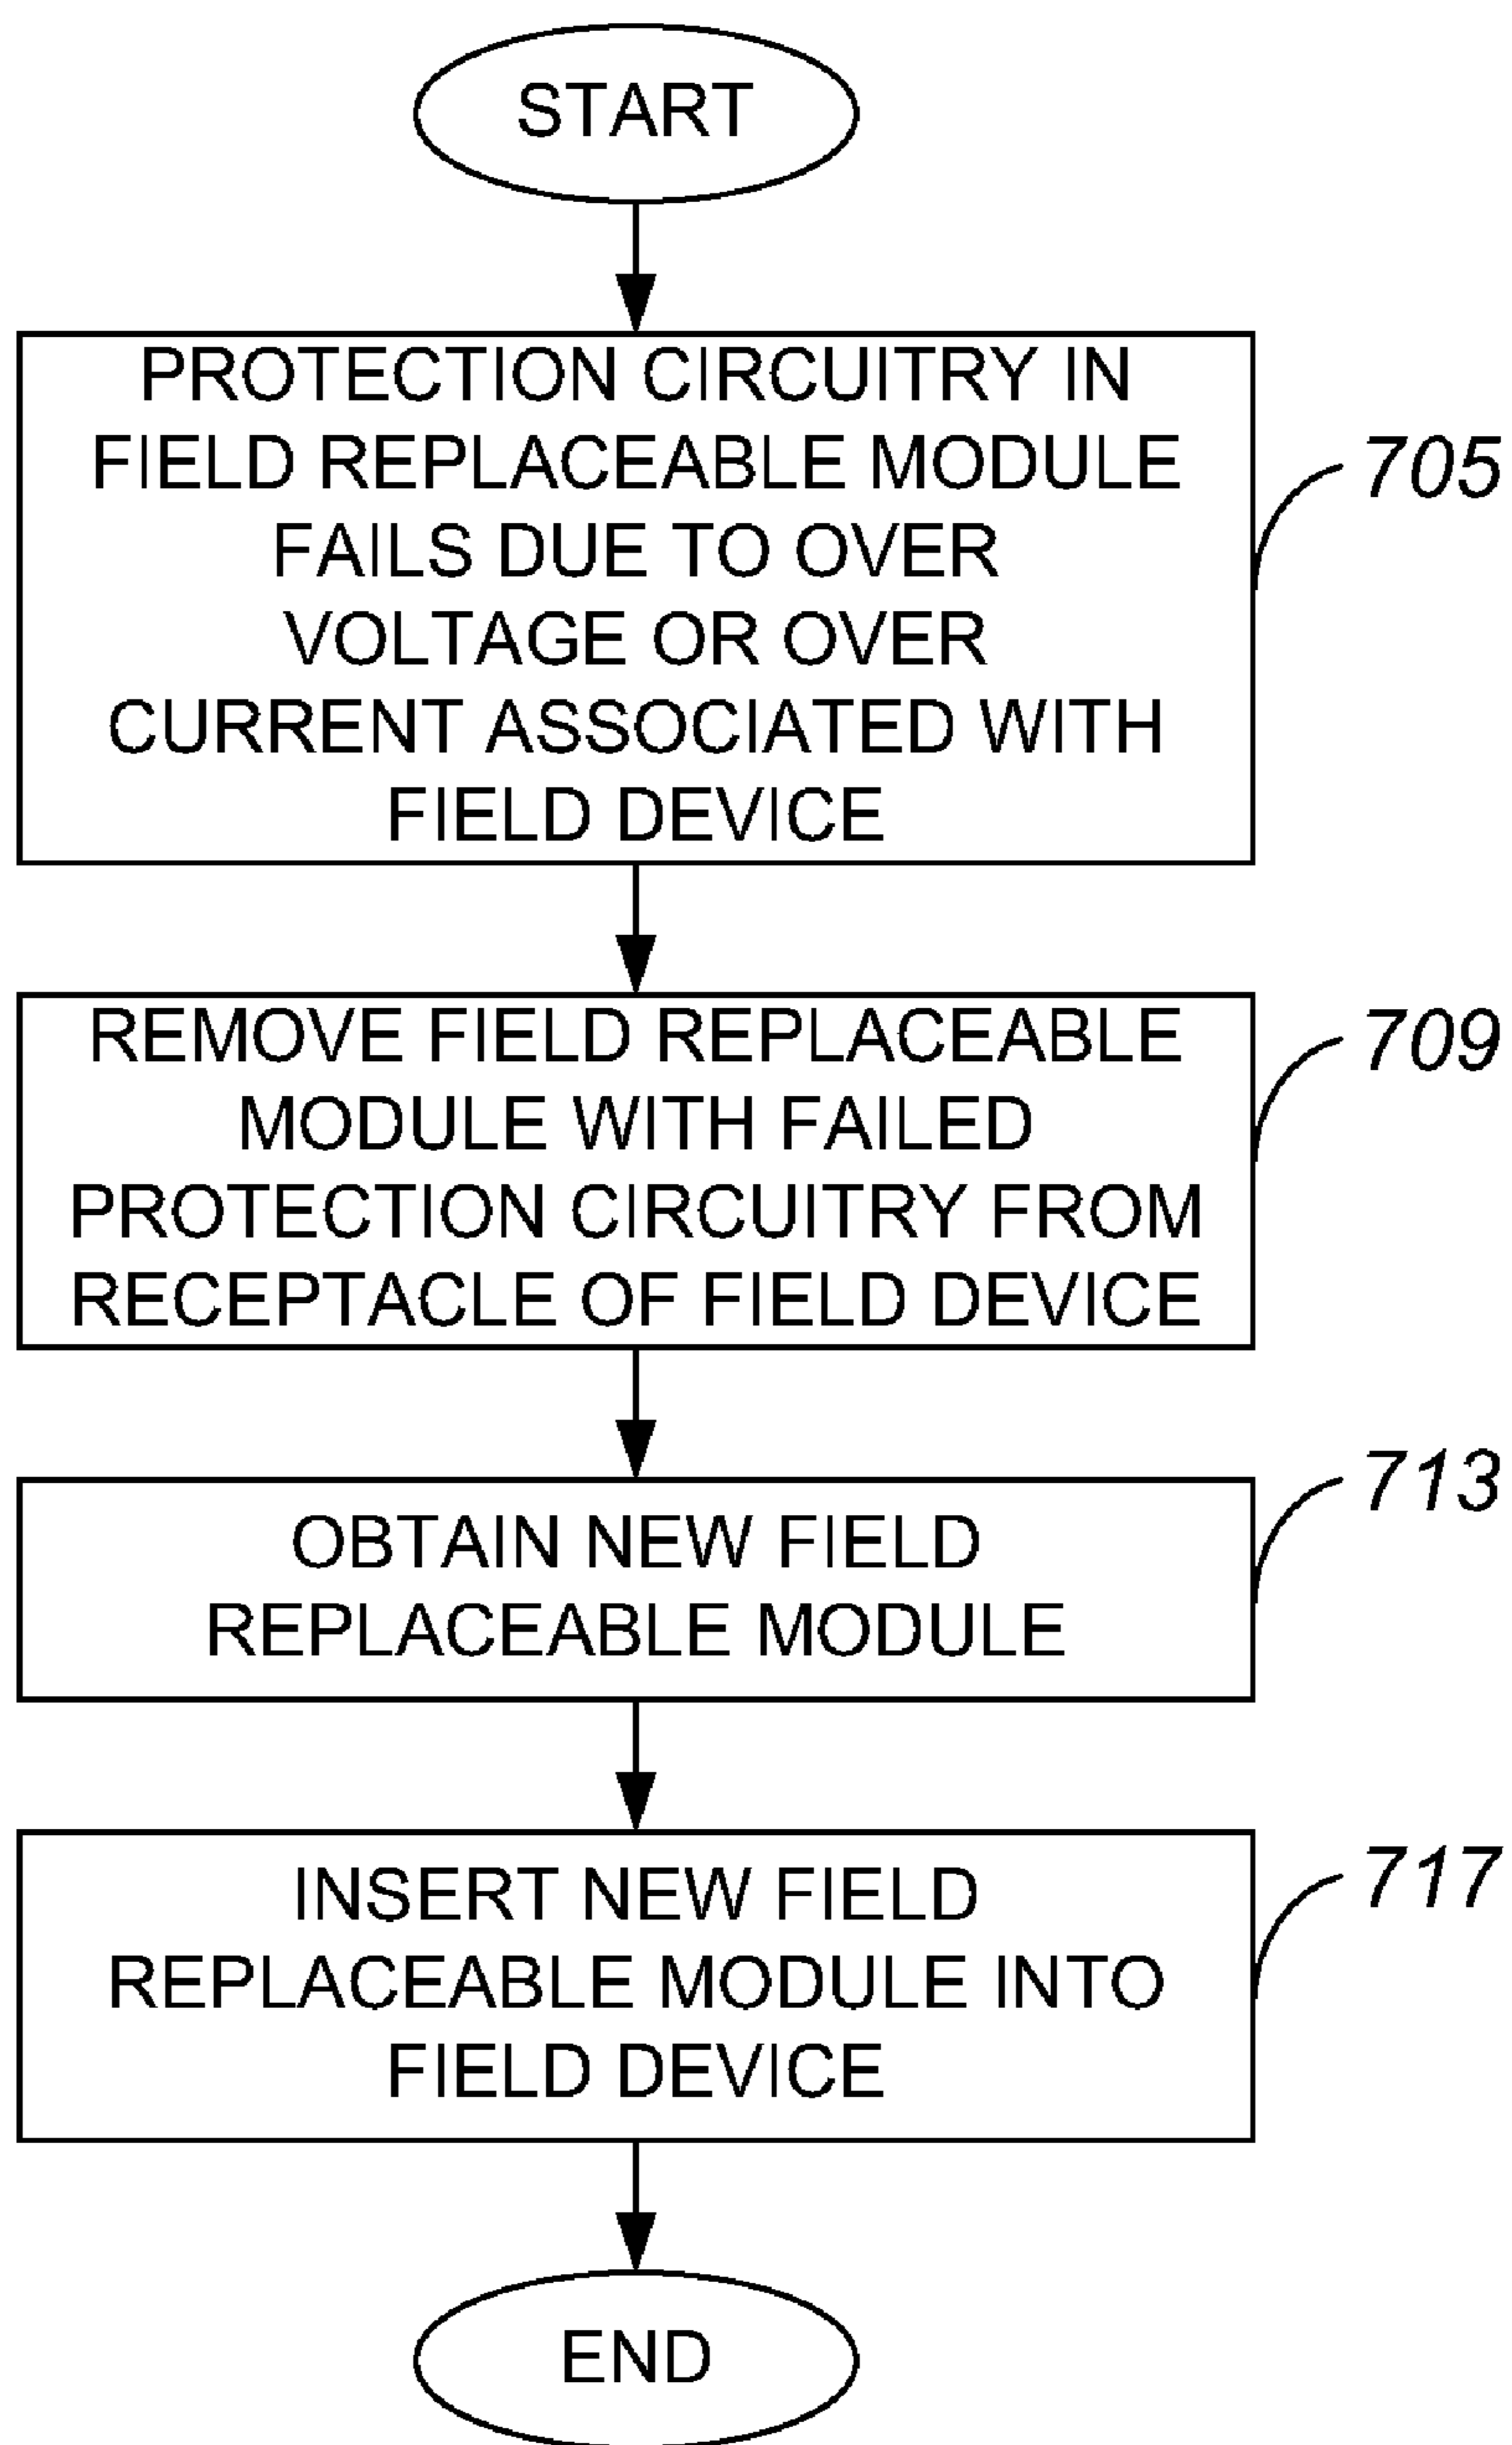 START
PROTECTION CIRCUITRY IN
FIELD REPLACEABLE MODULE
FAILS DUE TO OVER
VOLTAGE OR OVER
CURRENT ASSOCIATED WITH
FIELD DEVICE
705
REMOVE FIELD REPLACEABLE
MODULE WITH FAILED
PROTECTION CIRCUITRY FROM
RECEPTACLE OF FIELD DEVICE
709
OBTAIN NEW FIELD
REPLACEABLE MODULE
713
INSERT NEW FIELD
REPLACEABLE MODULE INTO
FIELD DEVICE
717
END